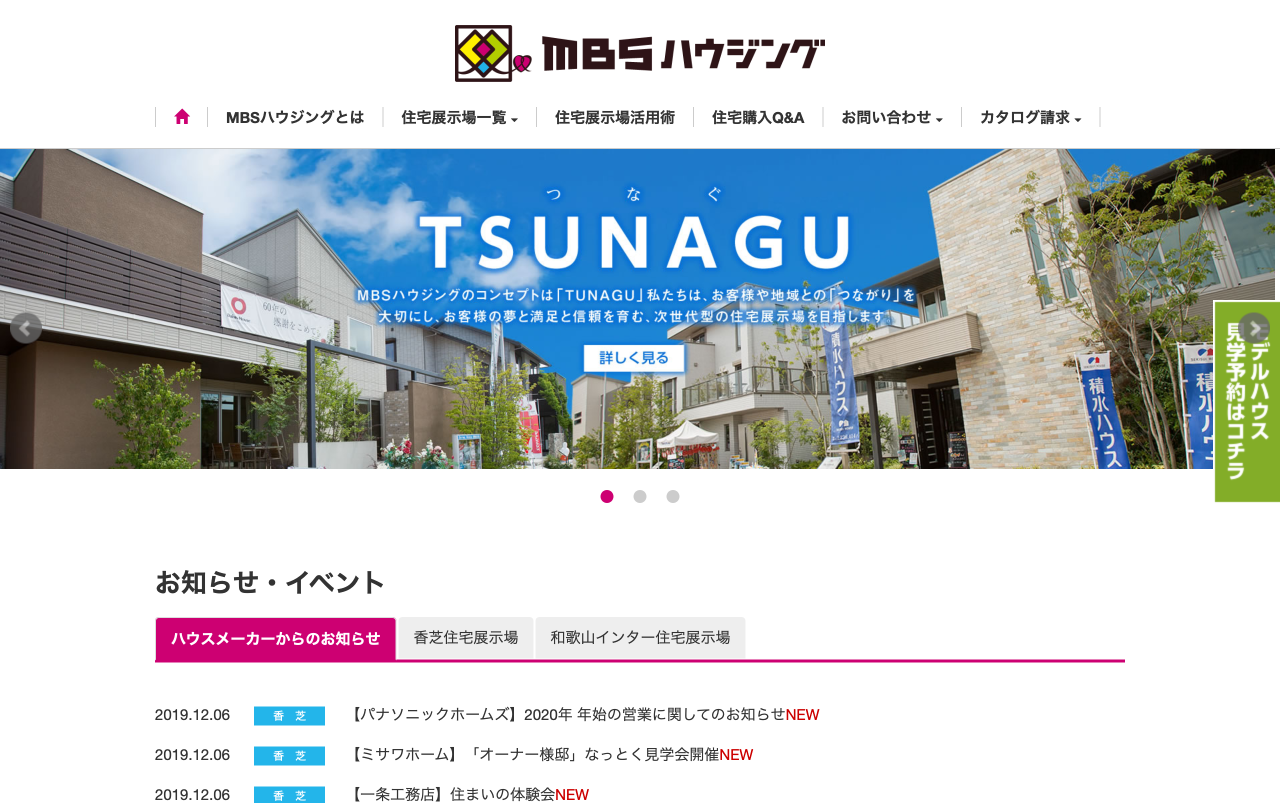 MBSハウジング
MBSハウジングとは
住宅展示場一覧
住宅展示場活用術
住宅購入Q&A
お問い合わせ
カタログ請求
つなぐ
TSUNAGU
MBSハウジングのコンセプトは「TUNAGU」私たちは、お客様や地域との「つながり」を
大切にし、お客様の夢と満足と信頼を育む、次世代型の住宅展示場を目指します。
詳しく見る
60年の
感謝をこめて
積水ハウス
積水ハウス
積水ハウ
デルハウス
見学予約はコチラ
お知らせ・イベント
ハウスメーカーからのお知らせ
香芝住宅展示場
和歌山インター住宅展示場
2019.12.06 香 芝 【パナソニックホームズ】2020年 年始の営業に関してのお知らせNEW
2019.12.06 香 芝 【ミサワホーム】「オーナー様邸」なっとく見学会開催NEW
2019.12.06 香 芝 【一条工務店】住まいの体験会NEW